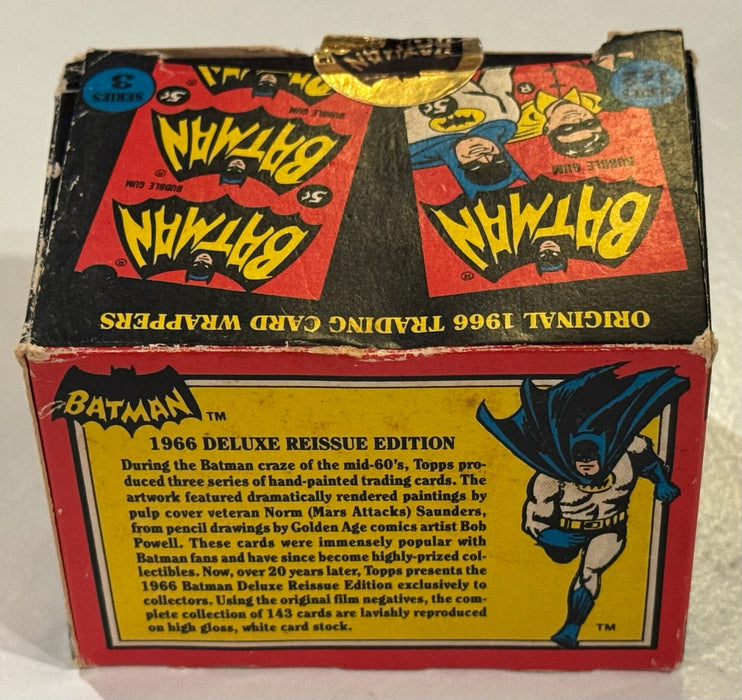 BATMAN
SERIES 3
5¢
BATMAN
®
BUBBLE GUM
5¢
BATMAN
®
5¢
®
BUBBLE GUM
BATMAN
®
ORIGINAL 1966 TRADING CARD WRAPPERS
BATMAN TM
1966 DELUXE REISSUE EDITION
During the Batman craze of the mid-60's, Topps pro-
duced three series of hand-painted trading cards. The
artwork featured dramatically rendered paintings by
pulp cover veteran Norm (Mars Attacks) Saunders,
from pencil drawings by Golden Age comics artist Bob
Powell. These cards were immensely popular with
Batman fans and have since become highly-prized col-
lectibles. Now, over 20 years later, Topps presents the
1966 Batman Deluxe Reissue Edition exclusively to
collectors. Using the original film negatives, the com-
plete collection of 143 cards are lavishly reproduced
on high gloss, white card stock.
TM